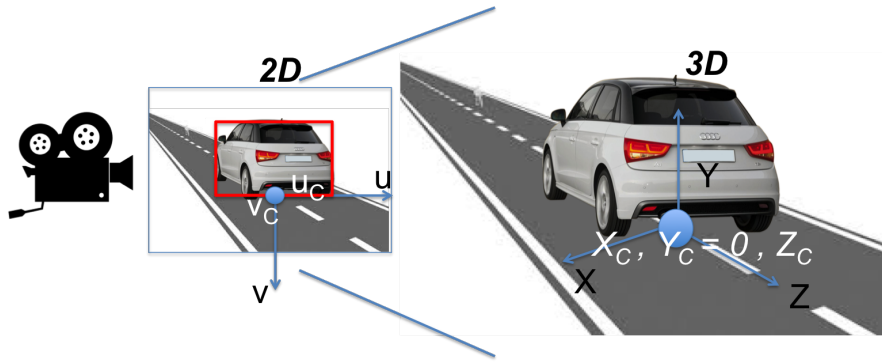 2D
3D
u
u_C
v_C
v
Y
X_C , Y_C = 0 , Z_C
X
Z